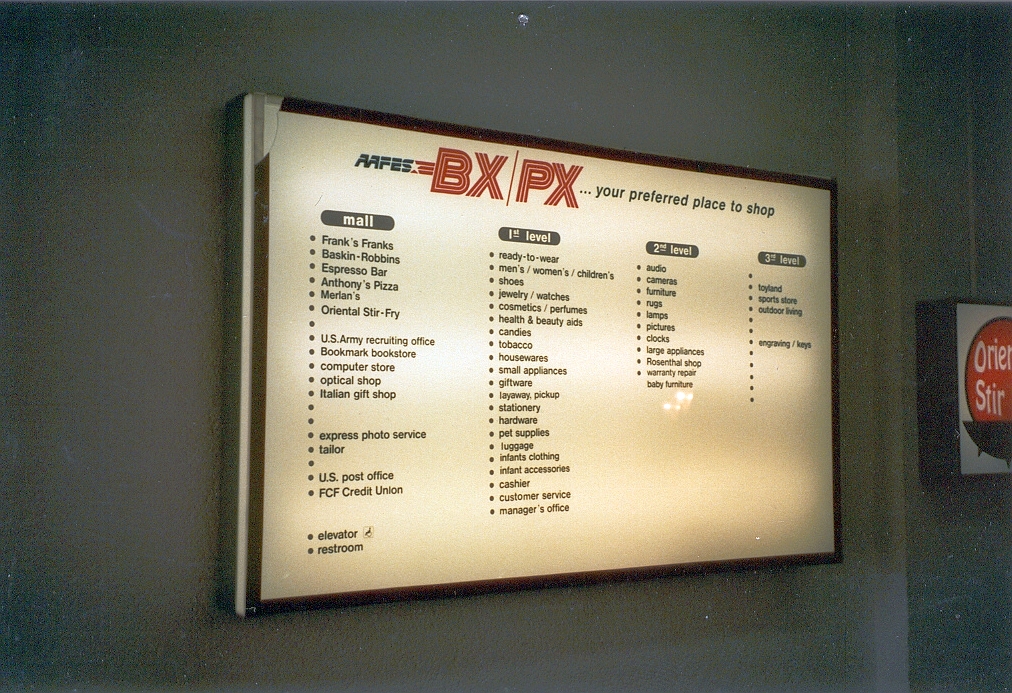 AAFES BX/PX ... your preferred place to shop
mall
• Frank's Franks
• Baskin-Robbins
• Espresso Bar
• Anthony's Pizza
• Merlan's
• Oriental Stir-Fry
•
• U.S.Army recruiting office
• Bookmark bookstore
• computer store
• optical shop
• Italian gift shop
•
•
• express photo service
• tailor
•
• U.S. post office
• FCF Credit Union
• elevator
• restroom
1st level
• ready-to-wear
• men's / women's / children's
• shoes
• jewelry / watches
• cosmetics / perfumes
• health & beauty aids
• candies
• tobacco
• housewares
• small appliances
• giftware
• layaway, pickup
• stationery
• hardware
• pet supplies
• luggage
• infants clothing
• infant accessories
• cashier
• customer service
• manager's office
2nd level
• audio
• cameras
• furniture
• rugs
• lamps
• pictures
• clocks
• large appliances
• Rosenthal shop
• warranty repair
baby furniture
3rd level
•
• toyland
• sports store
• outdoor living
•
•
• engraving / keys
•
•
•
•
Orien
Stir